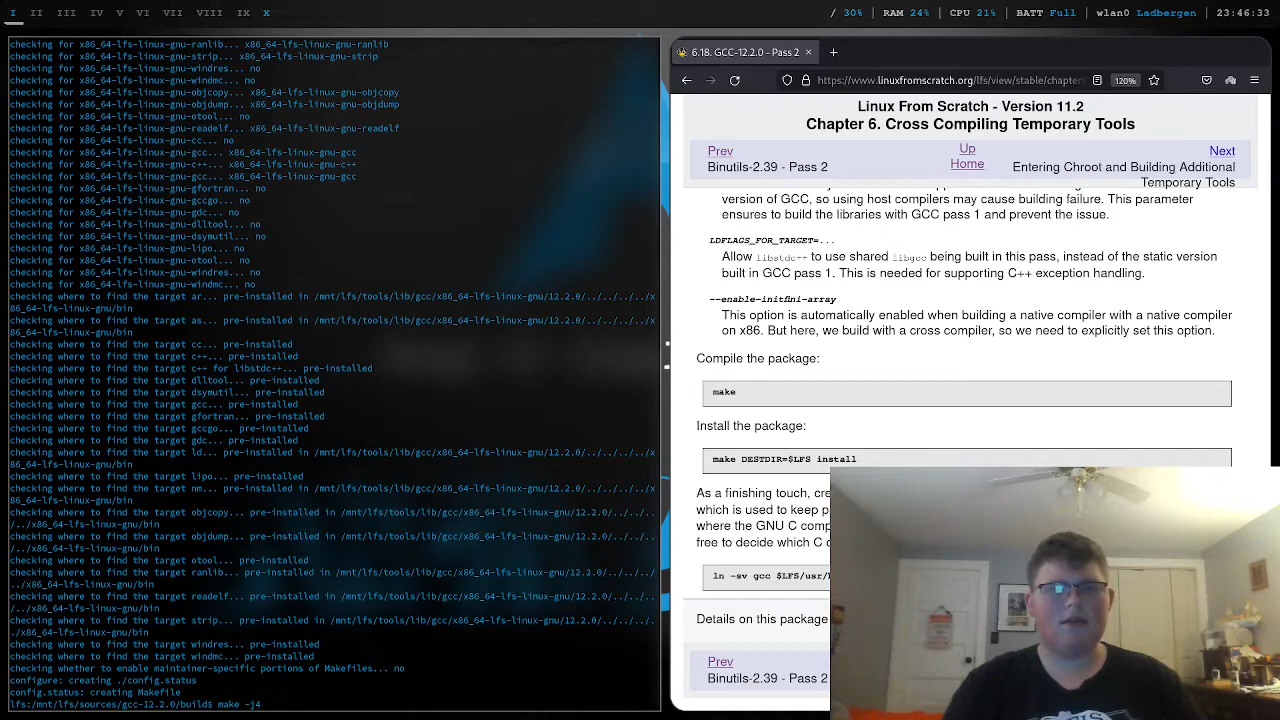 I II III IV V VI VII VIII IX X / 30% RAM 24% CPU 21% BATT Full wlan0 Ladbergen 23:46:33
checking for x86_64-lfs-linux-gnu-ranlib... x86_64-lfs-linux-gnu-ranlib
checking for x86_64-lfs-linux-gnu-strip... x86_64-lfs-linux-gnu-strip
checking for x86_64-lfs-linux-gnu-windres... no
checking for x86_64-lfs-linux-gnu-windmc... no
checking for x86_64-lfs-linux-gnu-objcopy... x86_64-lfs-linux-gnu-objcopy
checking for x86_64-lfs-linux-gnu-objdump... x86_64-lfs-linux-gnu-objdump
checking for x86_64-lfs-linux-gnu-otool... no
checking for x86_64-lfs-linux-gnu-readelf... x86_64-lfs-linux-gnu-readelf
checking for x86_64-lfs-linux-gnu-cc... no
checking for x86_64-lfs-linux-gnu-gcc... x86_64-lfs-linux-gnu-gcc
checking for x86_64-lfs-linux-gnu-c++... x86_64-lfs-linux-gnu-c++
checking for x86_64-lfs-linux-gnu-gcc... x86_64-lfs-linux-gnu-gcc
checking for x86_64-lfs-linux-gnu-gfortran... no
checking for x86_64-lfs-linux-gnu-gccgo... no
checking for x86_64-lfs-linux-gnu-gdc... no
checking for x86_64-lfs-linux-gnu-dlltool... no
checking for x86_64-lfs-linux-gnu-dsymutil... no
checking for x86_64-lfs-linux-gnu-lipo... no
checking for x86_64-lfs-linux-gnu-otool... no
checking for x86_64-lfs-linux-gnu-windres... no
checking for x86_64-lfs-linux-gnu-windmc... no
checking where to find the target ar... pre-installed in /mnt/lfs/tools/lib/gcc/x86_64-lfs-linux-gnu/12.2.0/../../../../x
86_64-lfs-linux-gnu/bin
checking where to find the target as... pre-installed in /mnt/lfs/tools/lib/gcc/x86_64-lfs-linux-gnu/12.2.0/../../../../x
86_64-lfs-linux-gnu/bin
checking where to find the target cc... pre-installed
checking where to find the target c++... pre-installed
checking where to find the target c++ for libstdc++... pre-installed
checking where to find the target dlltool... pre-installed
checking where to find the target dsymutil... pre-installed
checking where to find the target gcc... pre-installed
checking where to find the target gfortran... pre-installed
checking where to find the target gccgo... pre-installed
checking where to find the target gdc... pre-installed
checking where to find the target ld... pre-installed in /mnt/lfs/tools/lib/gcc/x86_64-lfs-linux-gnu/12.2.0/../../../../x
86_64-lfs-linux-gnu/bin
checking where to find the target lipo... pre-installed
checking where to find the target nm... pre-installed in /mnt/lfs/tools/lib/gcc/x86_64-lfs-linux-gnu/12.2.0/../../../../x
86_64-lfs-linux-gnu/bin
checking where to find the target objcopy... pre-installed in /mnt/lfs/tools/lib/gcc/x86_64-lfs-linux-gnu/12.2.0/../../..
/../x86_64-lfs-linux-gnu/bin
checking where to find the target objdump... pre-installed in /mnt/lfs/tools/lib/gcc/x86_64-lfs-linux-gnu/12.2.0/../../..
/../x86_64-lfs-linux-gnu/bin
checking where to find the target otool... pre-installed
checking where to find the target ranlib... pre-installed in /mnt/lfs/tools/lib/gcc/x86_64-lfs-linux-gnu/12.2.0/../../../
../x86_64-lfs-linux-gnu/bin
checking where to find the target readelf... pre-installed in /mnt/lfs/tools/lib/gcc/x86_64-lfs-linux-gnu/12.2.0/../../..
/../x86_64-lfs-linux-gnu/bin
checking where to find the target strip... pre-installed in /mnt/lfs/tools/lib/gcc/x86_64-lfs-linux-gnu/12.2.0/../../../.
./x86_64-lfs-linux-gnu/bin
checking where to find the target windres... pre-installed
checking where to find the target windmc... pre-installed
checking whether to enable maintainer-specific portions of Makefiles... no
configure: creating ./config.status
config.status: creating Makefile
lfs:/mnt/lfs/sources/gcc-12.2.0/build$ make -j4
6.18. GCC-12.2.0 - Pass 2
https://www.linuxfromscratch.org/lfs/view/stable/chapter 120%
Linux From Scratch - Version 11.2
Chapter 6. Cross Compiling Temporary Tools
Prev Up Next
Binutils-2.39 - Pass 2 Home Entering Chroot and Building Additional
Temporary Tools
version of GCC, so using host compilers may cause building failure. This parameter
ensures to build the libraries with GCC pass 1 and prevent the issue.
LDFLAGS_FOR_TARGET=...
Allow libstdc++ to use shared libgcc being built in this pass, instead of the static version
built in GCC pass 1. This is needed for supporting C++ exception handling.
--enable-initfini-array
This option is automatically enabled when building a native compiler with a native compiler
on x86. But here, we build with a cross compiler, so we need to explicitly set this option.
Compile the package:
make
Install the package:
make DESTDIR=$LFS install
As a finishing touch, cre
which is used to keep p
where the GNU C comp
free to decide which C c
ln -sv gcc $LFS/usr/
Details on this package
Prev
Binutils-2.39 - Pass 2